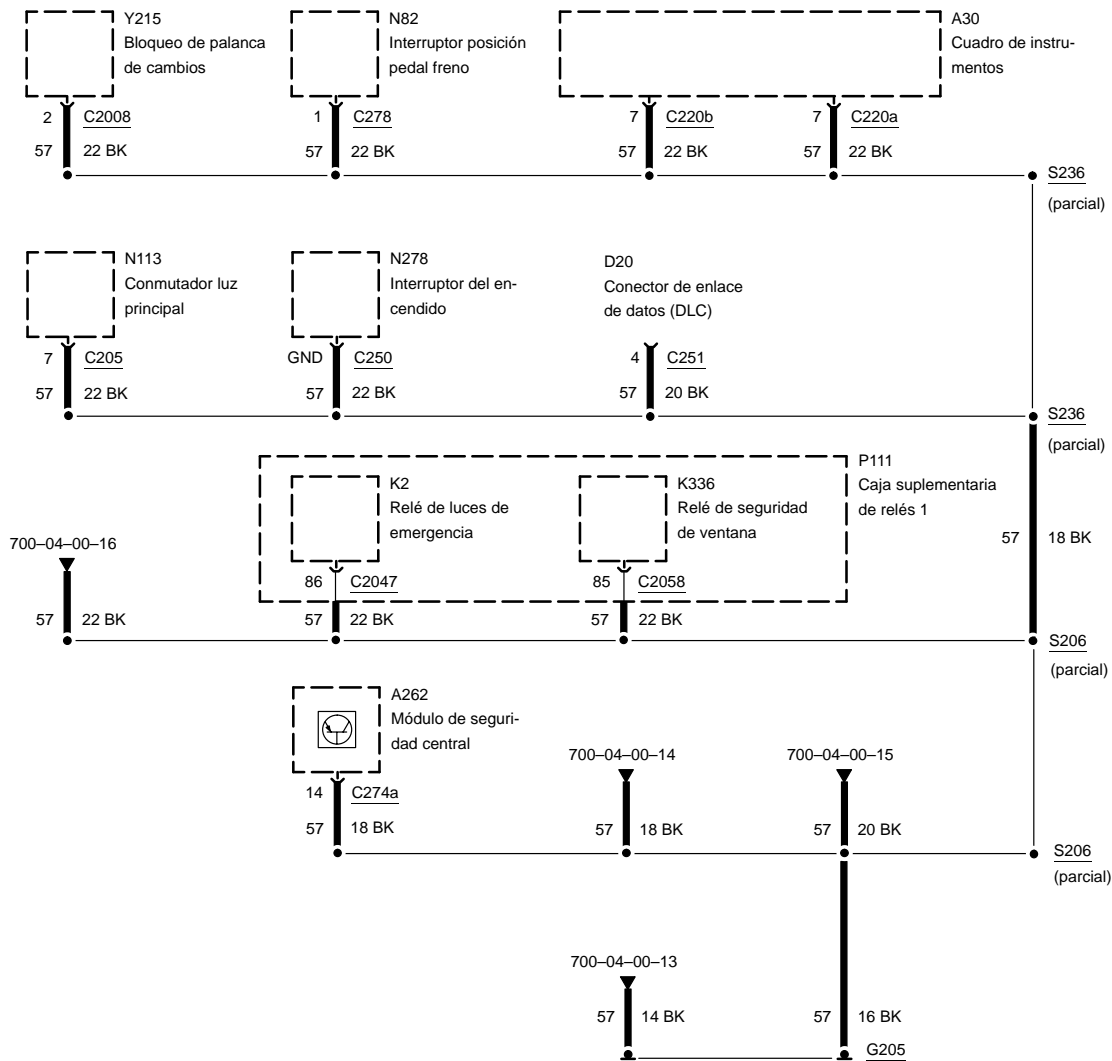 Y215
Bloqueo de palanca
de cambios
N82
Interruptor posición
pedal freno
A30
Cuadro de instru-
mentos
2 C2008
1 C278
7 C220b
7 C220a
57 22 BK
57 22 BK
57 22 BK
57 22 BK
S236
(parcial)
N113
Conmutador luz
principal
N278
Interruptor del en-
cendido
D20
Conector de enlace
de datos (DLC)
7 C205
GND C250
4 C251
57 22 BK
57 22 BK
57 20 BK
S236
(parcial)
P111
Caja suplementaria
de relés 1
K2
Relé de luces de
emergencia
K336
Relé de seguridad
de ventana
57 18 BK
700–04–00–16
86 C2047
85 C2058
57 22 BK
57 22 BK
57 22 BK
S206
(parcial)
A262
Módulo de seguri-
dad central
700–04–00–14
700–04–00–15
14 C274a
57 18 BK
57 18 BK
57 20 BK
S206
(parcial)
700–04–00–13
57 14 BK
57 16 BK
G205